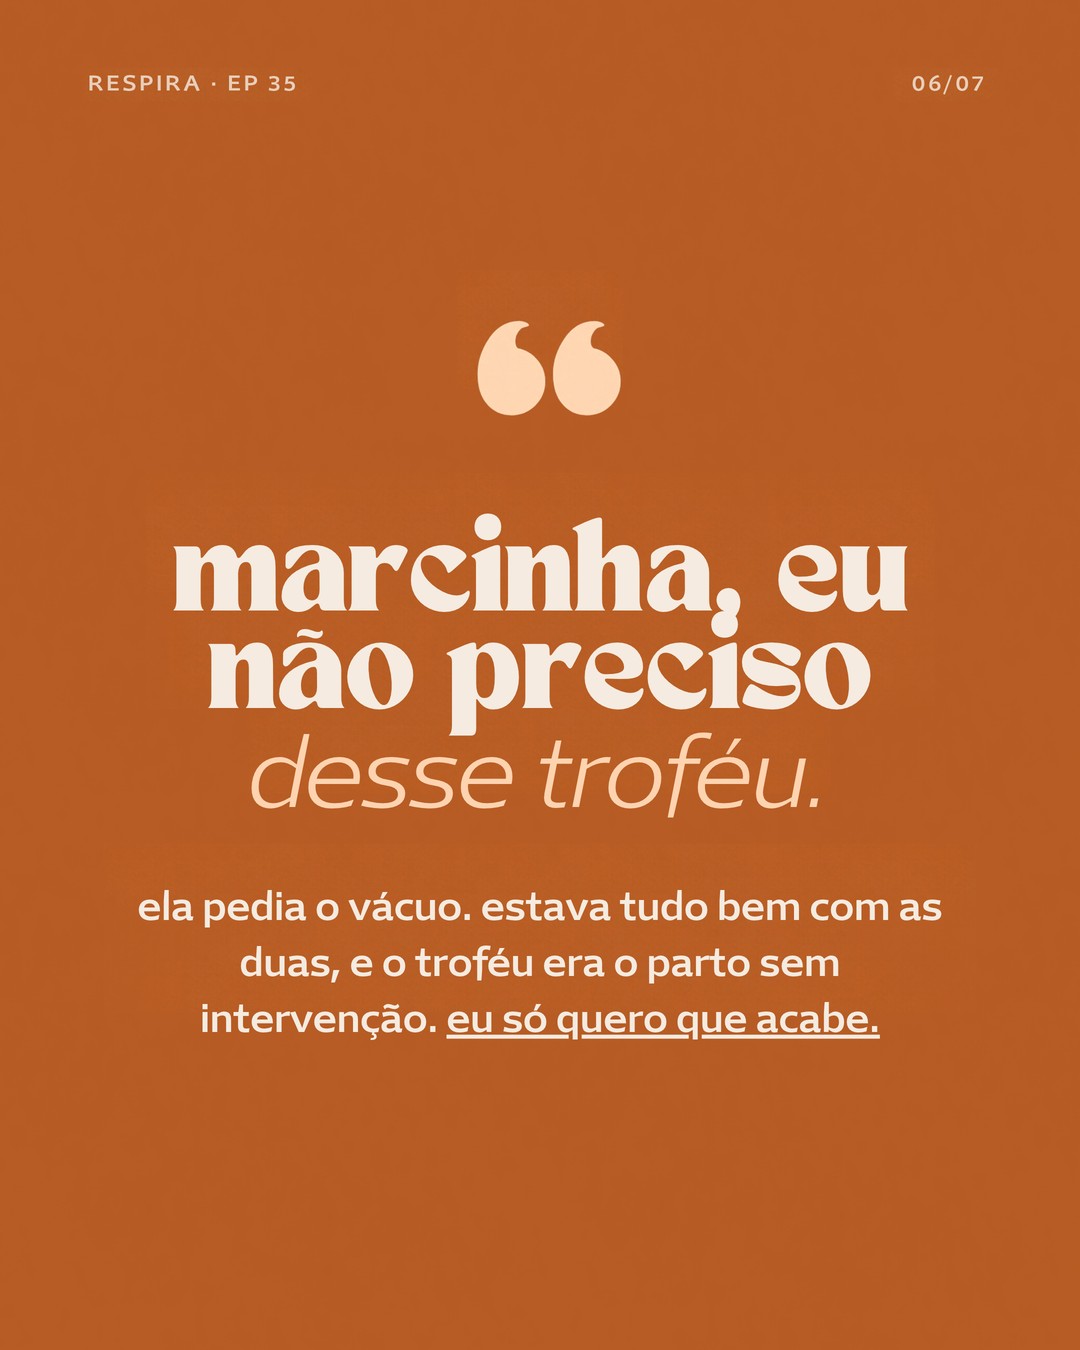 RESPIRA · EP 35
06/07
“
marcinha, eu
não preciso
desse troféu.
ela pedia o vácuo. estava tudo bem com as
duas, e o troféu era o parto sem
intervenção. eu só quero que acabe.